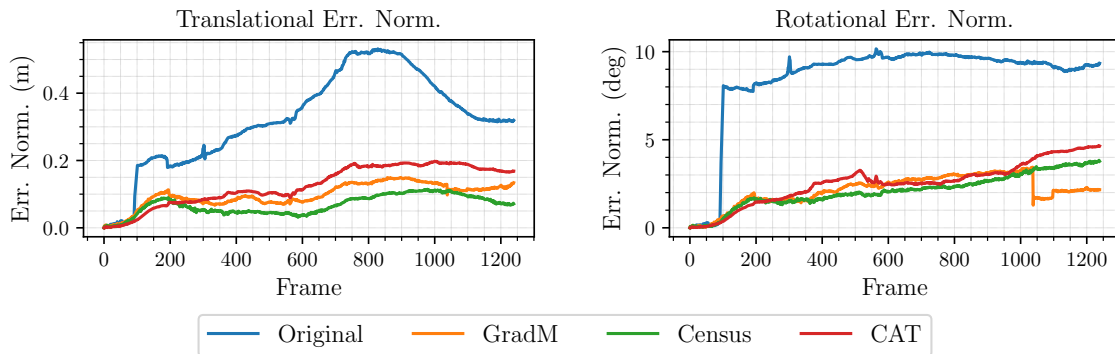 Translational Err. Norm.
Rotational Err. Norm.
Err. Norm. (m)
0.4
0.2
0.0
0 200 400 600 800 1000 1200
Frame
Err. Norm. (deg)
10
5
0
0 200 400 600 800 1000 1200
Frame
Original GradM Census CAT